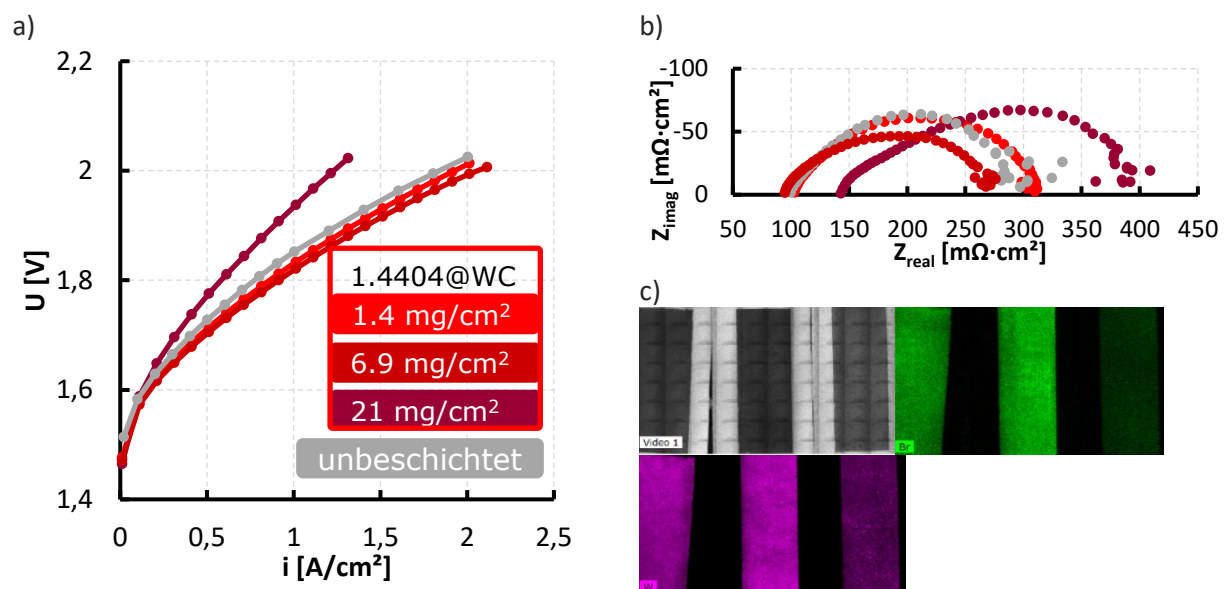 a)
2,2
2
1,8
1,6
1,4
U [V]
0
0,5
1
1,5
2
2,5
i [A/cm²]
1.4404@WC
1.4 mg/cm²
6.9 mg/cm²
21 mg/cm²
unbeschichtet
b)
-100
-50
0
Z_imag [mΩ·cm²]
50
100
150
200
250
300
350
400
450
Z_real [mΩ·cm²]
c)
Video 1
Br
W